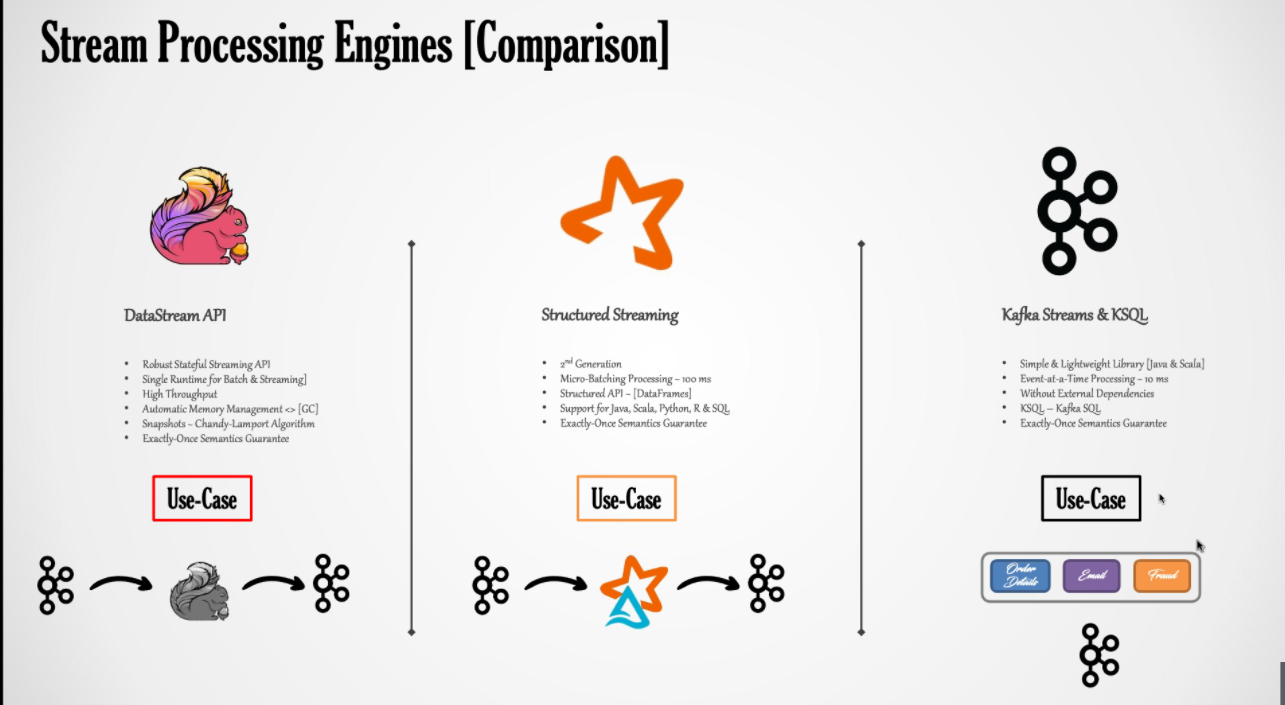 Stream Processing Engines [Comparison]
DataStream API
• Robust Stateful Streaming API
• Single Runtime for Batch & Streaming]
• High Throughput
• Automatic Memory Management <> [GC]
• Snapshots ~ Chandy-Lamport Algorithm
• Exactly-Once Semantics Guarantee
Use-Case
Structured Streaming
• 2nd Generation
• Micro-Batching Processing ~ 100 ms
• Structured API ~ [DataFrames]
• Support for Java, Scala, Python, R & SQL
• Exactly-Once Semantics Guarantee
Use-Case
Kafka Streams & KSQL
• Simple & Lightweight Library [Java & Scala]
• Event-at-a-Time Processing ~ 10 ms
• Without External Dependencies
• KSQL – Kafka SQL
• Exactly-Once Semantics Guarantee
Use-Case
Order
Details
Email
Fraud